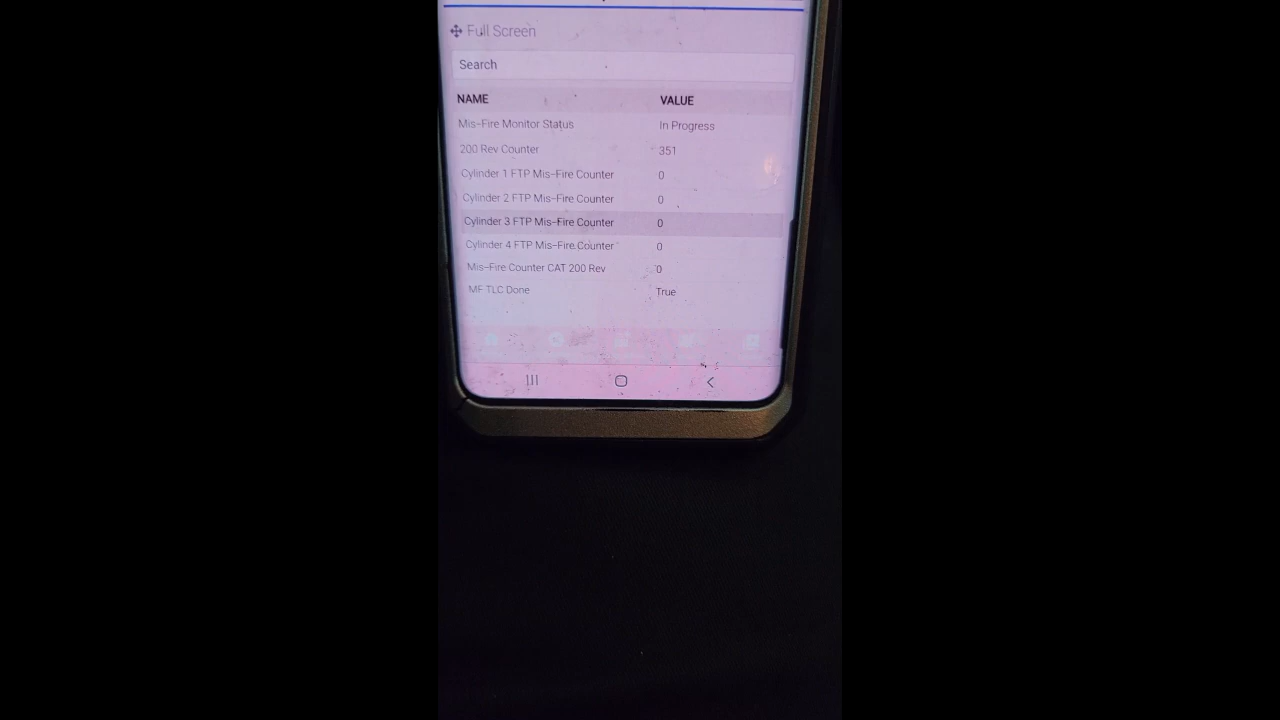 Full Screen
Search
NAME VALUE
Mis-Fire Monitor Status In Progress
200 Rev Counter 351
Cylinder 1 FTP Mis-Fire Counter 0
Cylinder 2 FTP Mis-Fire Counter 0
Cylinder 3 FTP Mis-Fire Counter 0
Cylinder 4 FTP Mis-Fire Counter 0
Mis-Fire Counter CAT 200 Rev 0
MF TLC Done True